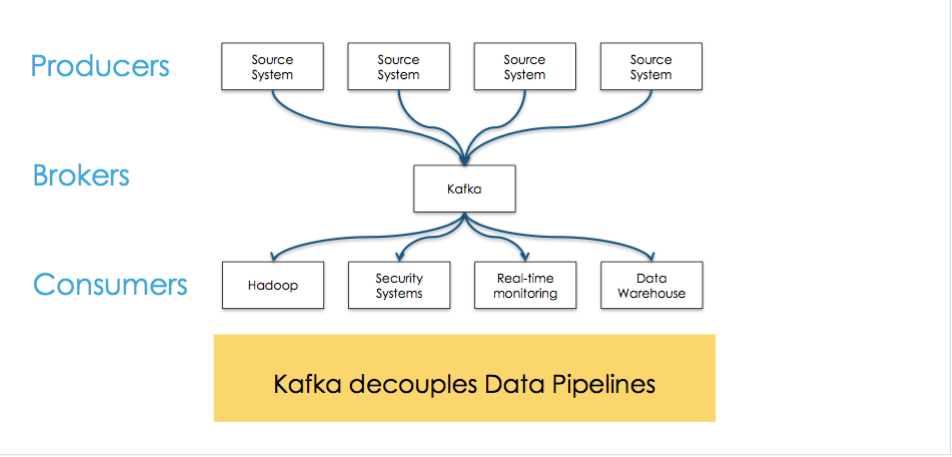 Producers
Source
System
Source
System
Source
System
Source
System
Brokers
Kafka
Consumers
Hadoop
Security
Systems
Real-time
monitoring
Data
Warehouse
Kafka decouples Data Pipelines